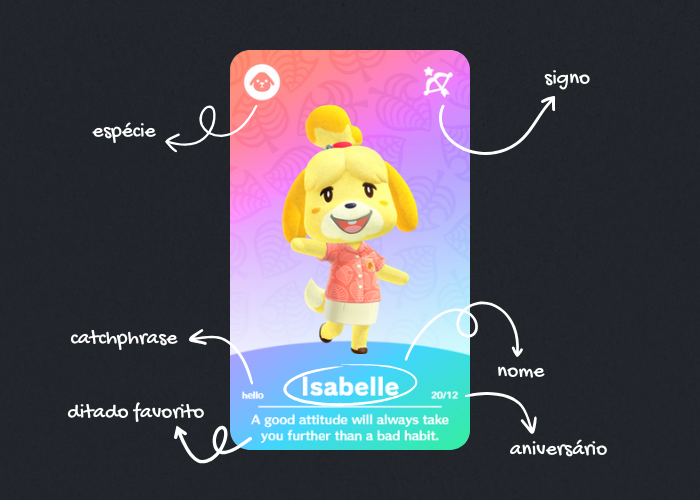 signo
espécie
catchphrase
nome
hello
Isabelle
20/12
ditado favorito
A good attitude will always take
you further than a bad habit.
aniversário